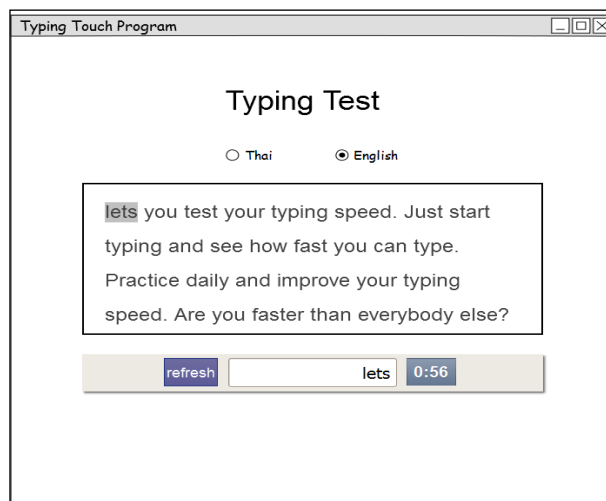 Typing Touch Program
Typing Test
Thai English
lets you test your typing speed. Just start
typing and see how fast you can type.
Practice daily and improve your typing
speed. Are you faster than everybody else?
refresh lets 0:56